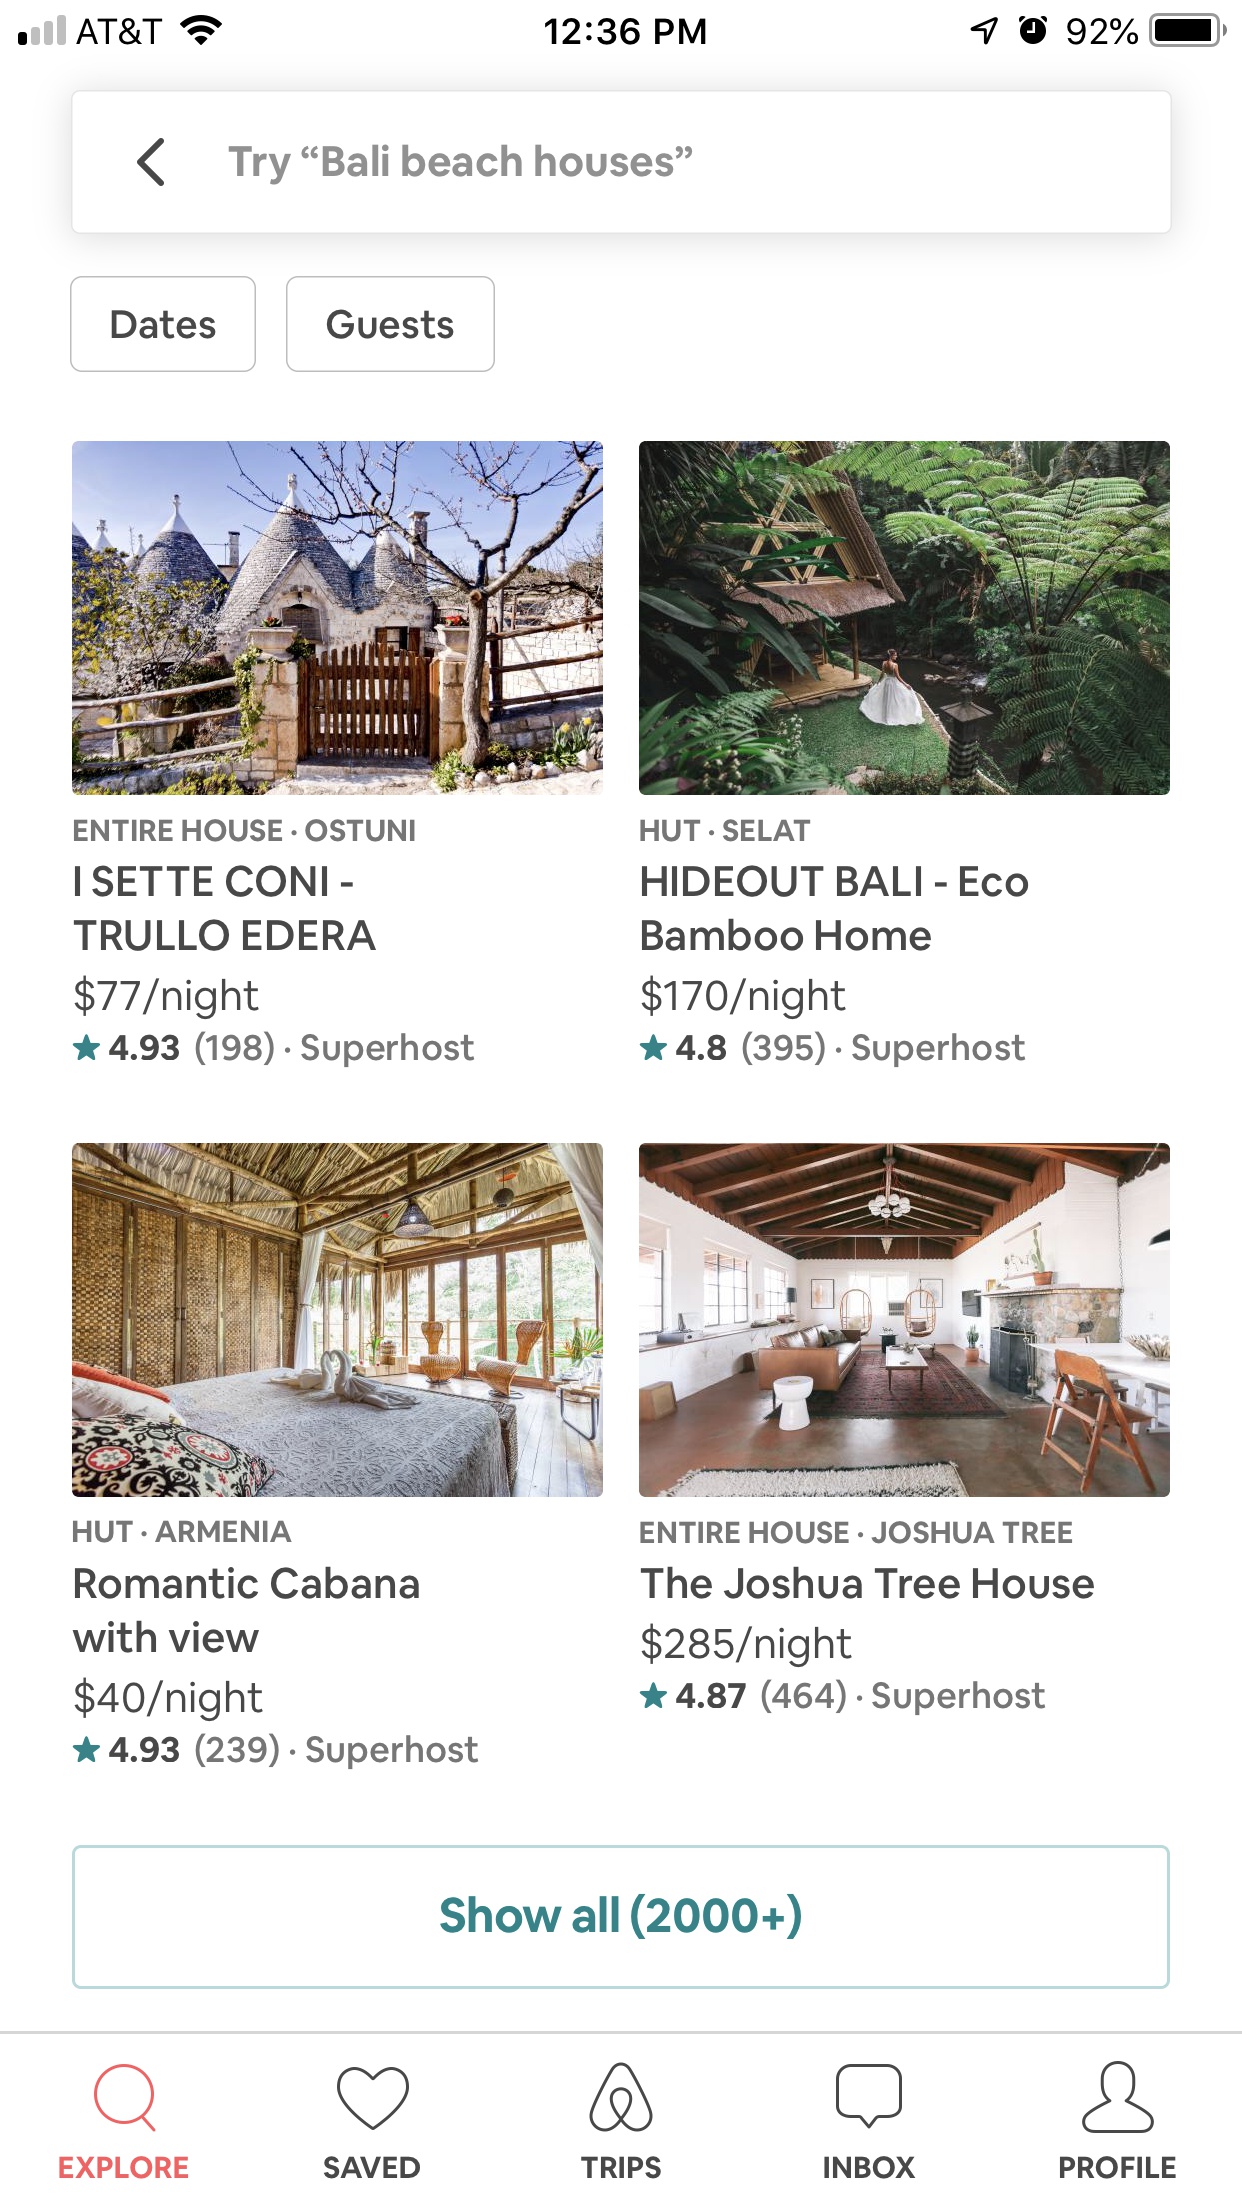 AT&T 12:36 PM 92%
Try “Bali beach houses”
Dates Guests
ENTIRE HOUSE · OSTUNI
I SETTE CONI -
TRULLO EDERA
$77/night
4.93 (198) · Superhost
HUT · SELAT
HIDEOUT BALI - Eco
Bamboo Home
$170/night
4.8 (395) · Superhost
HUT · ARMENIA
Romantic Cabana
with view
$40/night
4.93 (239) · Superhost
ENTIRE HOUSE · JOSHUA TREE
The Joshua Tree House
$285/night
4.87 (464) · Superhost
Show all (2000+)
EXPLORE SAVED TRIPS INBOX PROFILE